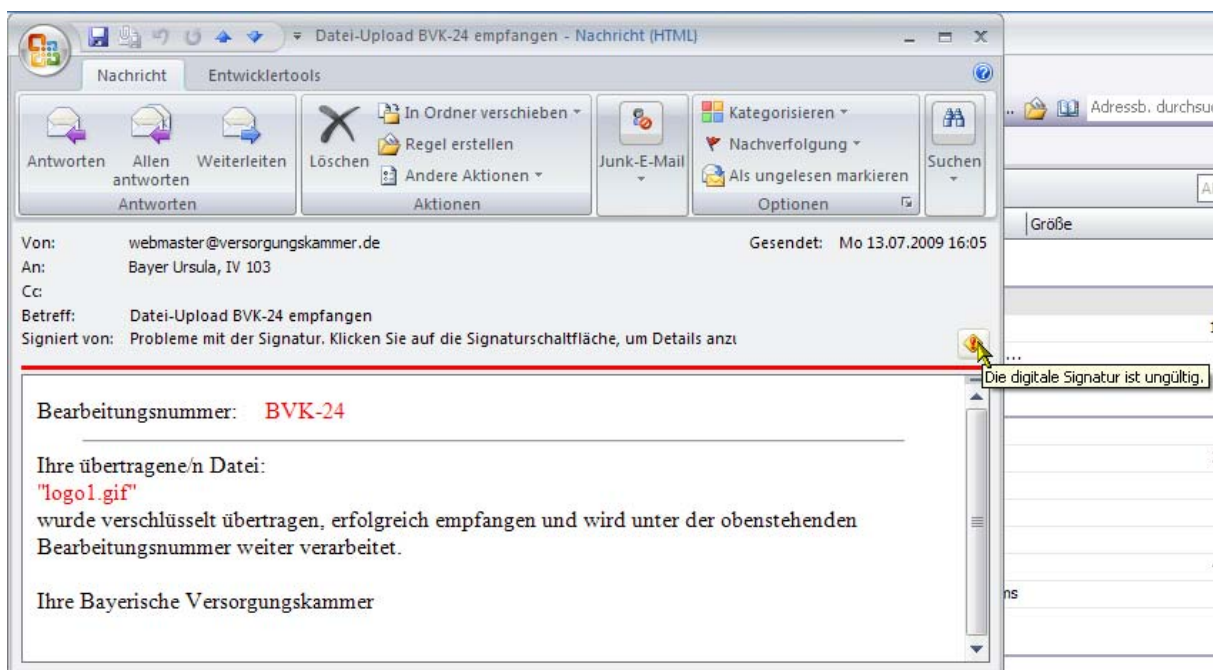 Datei-Upload BVK-24 empfangen - Nachricht (HTML)
Nachricht Entwicklertools
Antworten
Allen antworten
Weiterleiten
Löschen
In Ordner verschieben
Regel erstellen
Andere Aktionen
Junk-E-Mail
Kategorisieren
Nachverfolgung
Als ungelesen markieren
Suchen
Antworten Aktionen Optionen
Adressb. durchsu
Größe
Von: webmaster@versorgungskammer.de Gesendet: Mo 13.07.2009 16:05
An: Bayer Ursula, IV 103
Cc:
Betreff: Datei-Upload BVK-24 empfangen
Signiert von: Probleme mit der Signatur. Klicken Sie auf die Signaturschaltfläche, um Details anzu
...
Die digitale Signatur ist ungültig.
Bearbeitungsnummer: BVK-24
Ihre übertragene/n Datei:
"logo1.gif"
wurde verschlüsselt übertragen, erfolgreich empfangen und wird unter der obenstehenden
Bearbeitungsnummer weiter verarbeitet.
Ihre Bayerische Versorgungskammer
ms